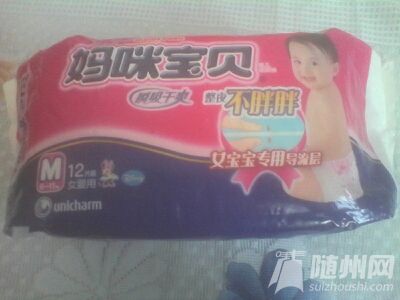 妈咪宝贝
瞬吸干爽
整夜不胖胖
女宝宝专用导流层
M
12片装
女婴用
unicharm
随州网
suizhoushi.com